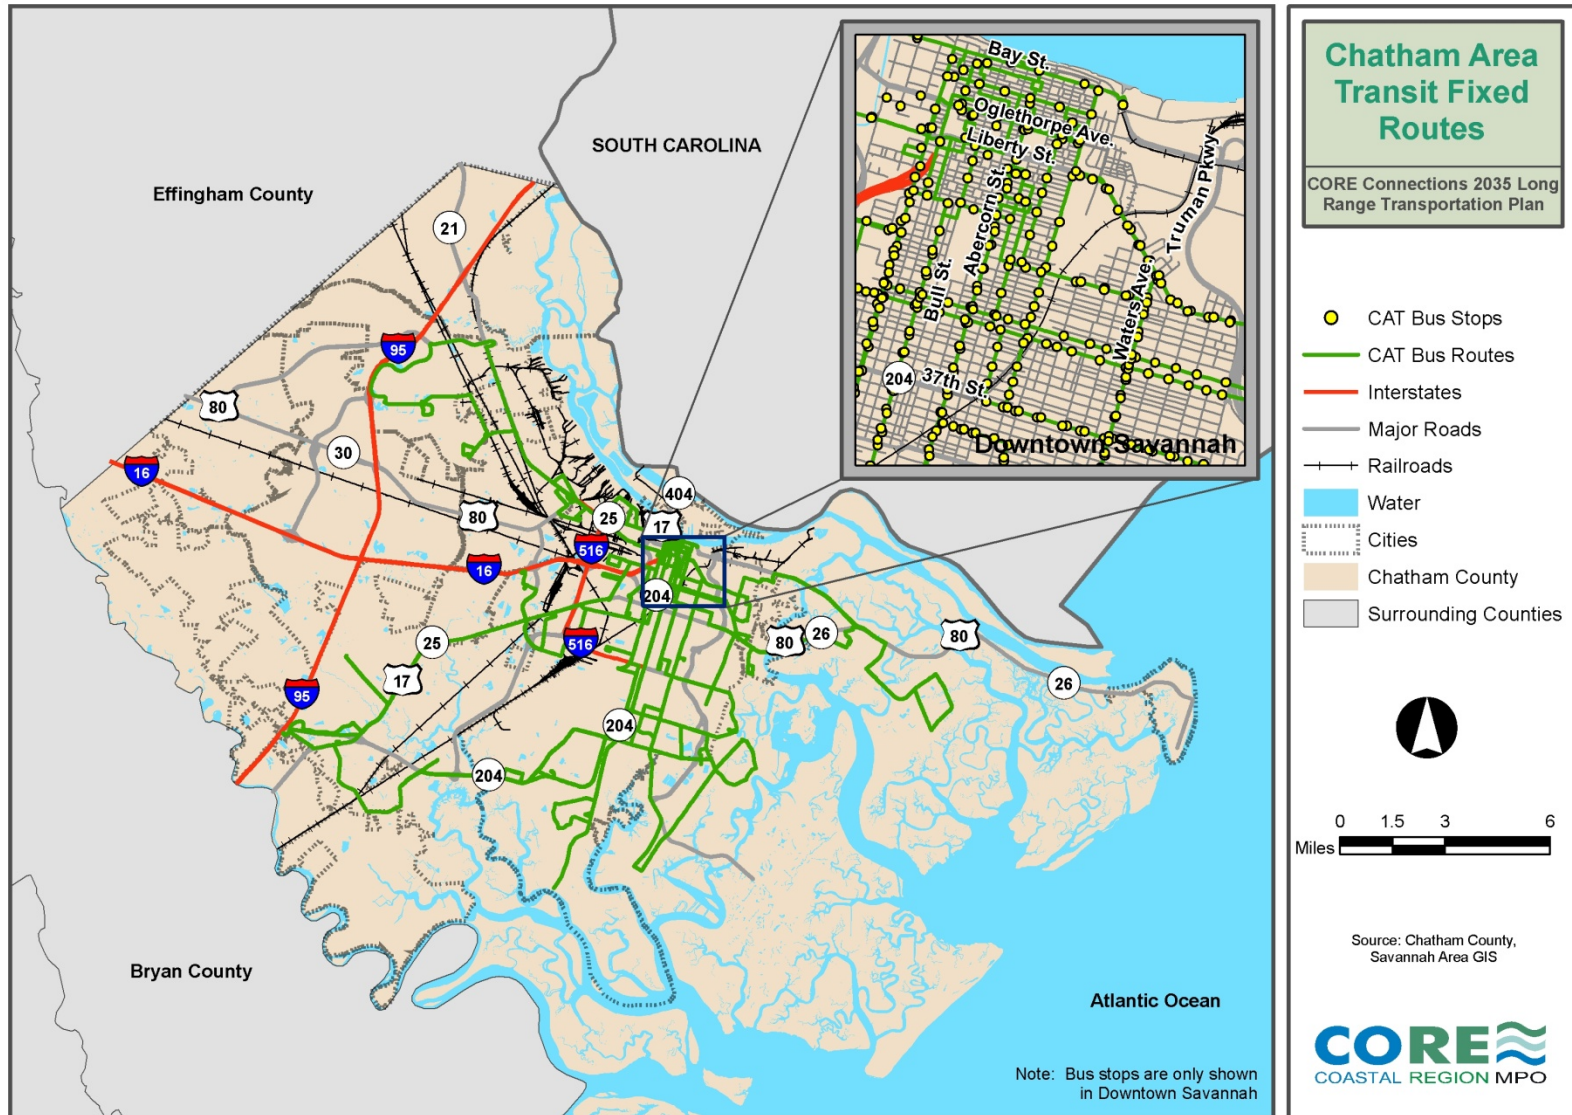 Chatham Area
Transit Fixed
Routes
CORE Connections 2035 Long
Range Transportation Plan
CAT Bus Stops
CAT Bus Routes
Interstates
Major Roads
Railroads
Water
Cities
Chatham County
Surrounding Counties
0 1.5 3 6
Miles
Source: Chatham County,
Savannah Area GIS
CORE
COASTAL REGION MPO
SOUTH CAROLINA
Effingham County
Bryan County
Atlantic Ocean
Note: Bus stops are only shown
in Downtown Savannah
Bay St.
Oglethorpe Ave.
Liberty St.
Abercorn St.
Bull St.
Waters Ave.
Truman Pkwy
204
37th St.
Downtown Savannah
21
95
80
30
16
80
404
25
17
516
16
204
25
516
80
26
80
17
26
95
204
204